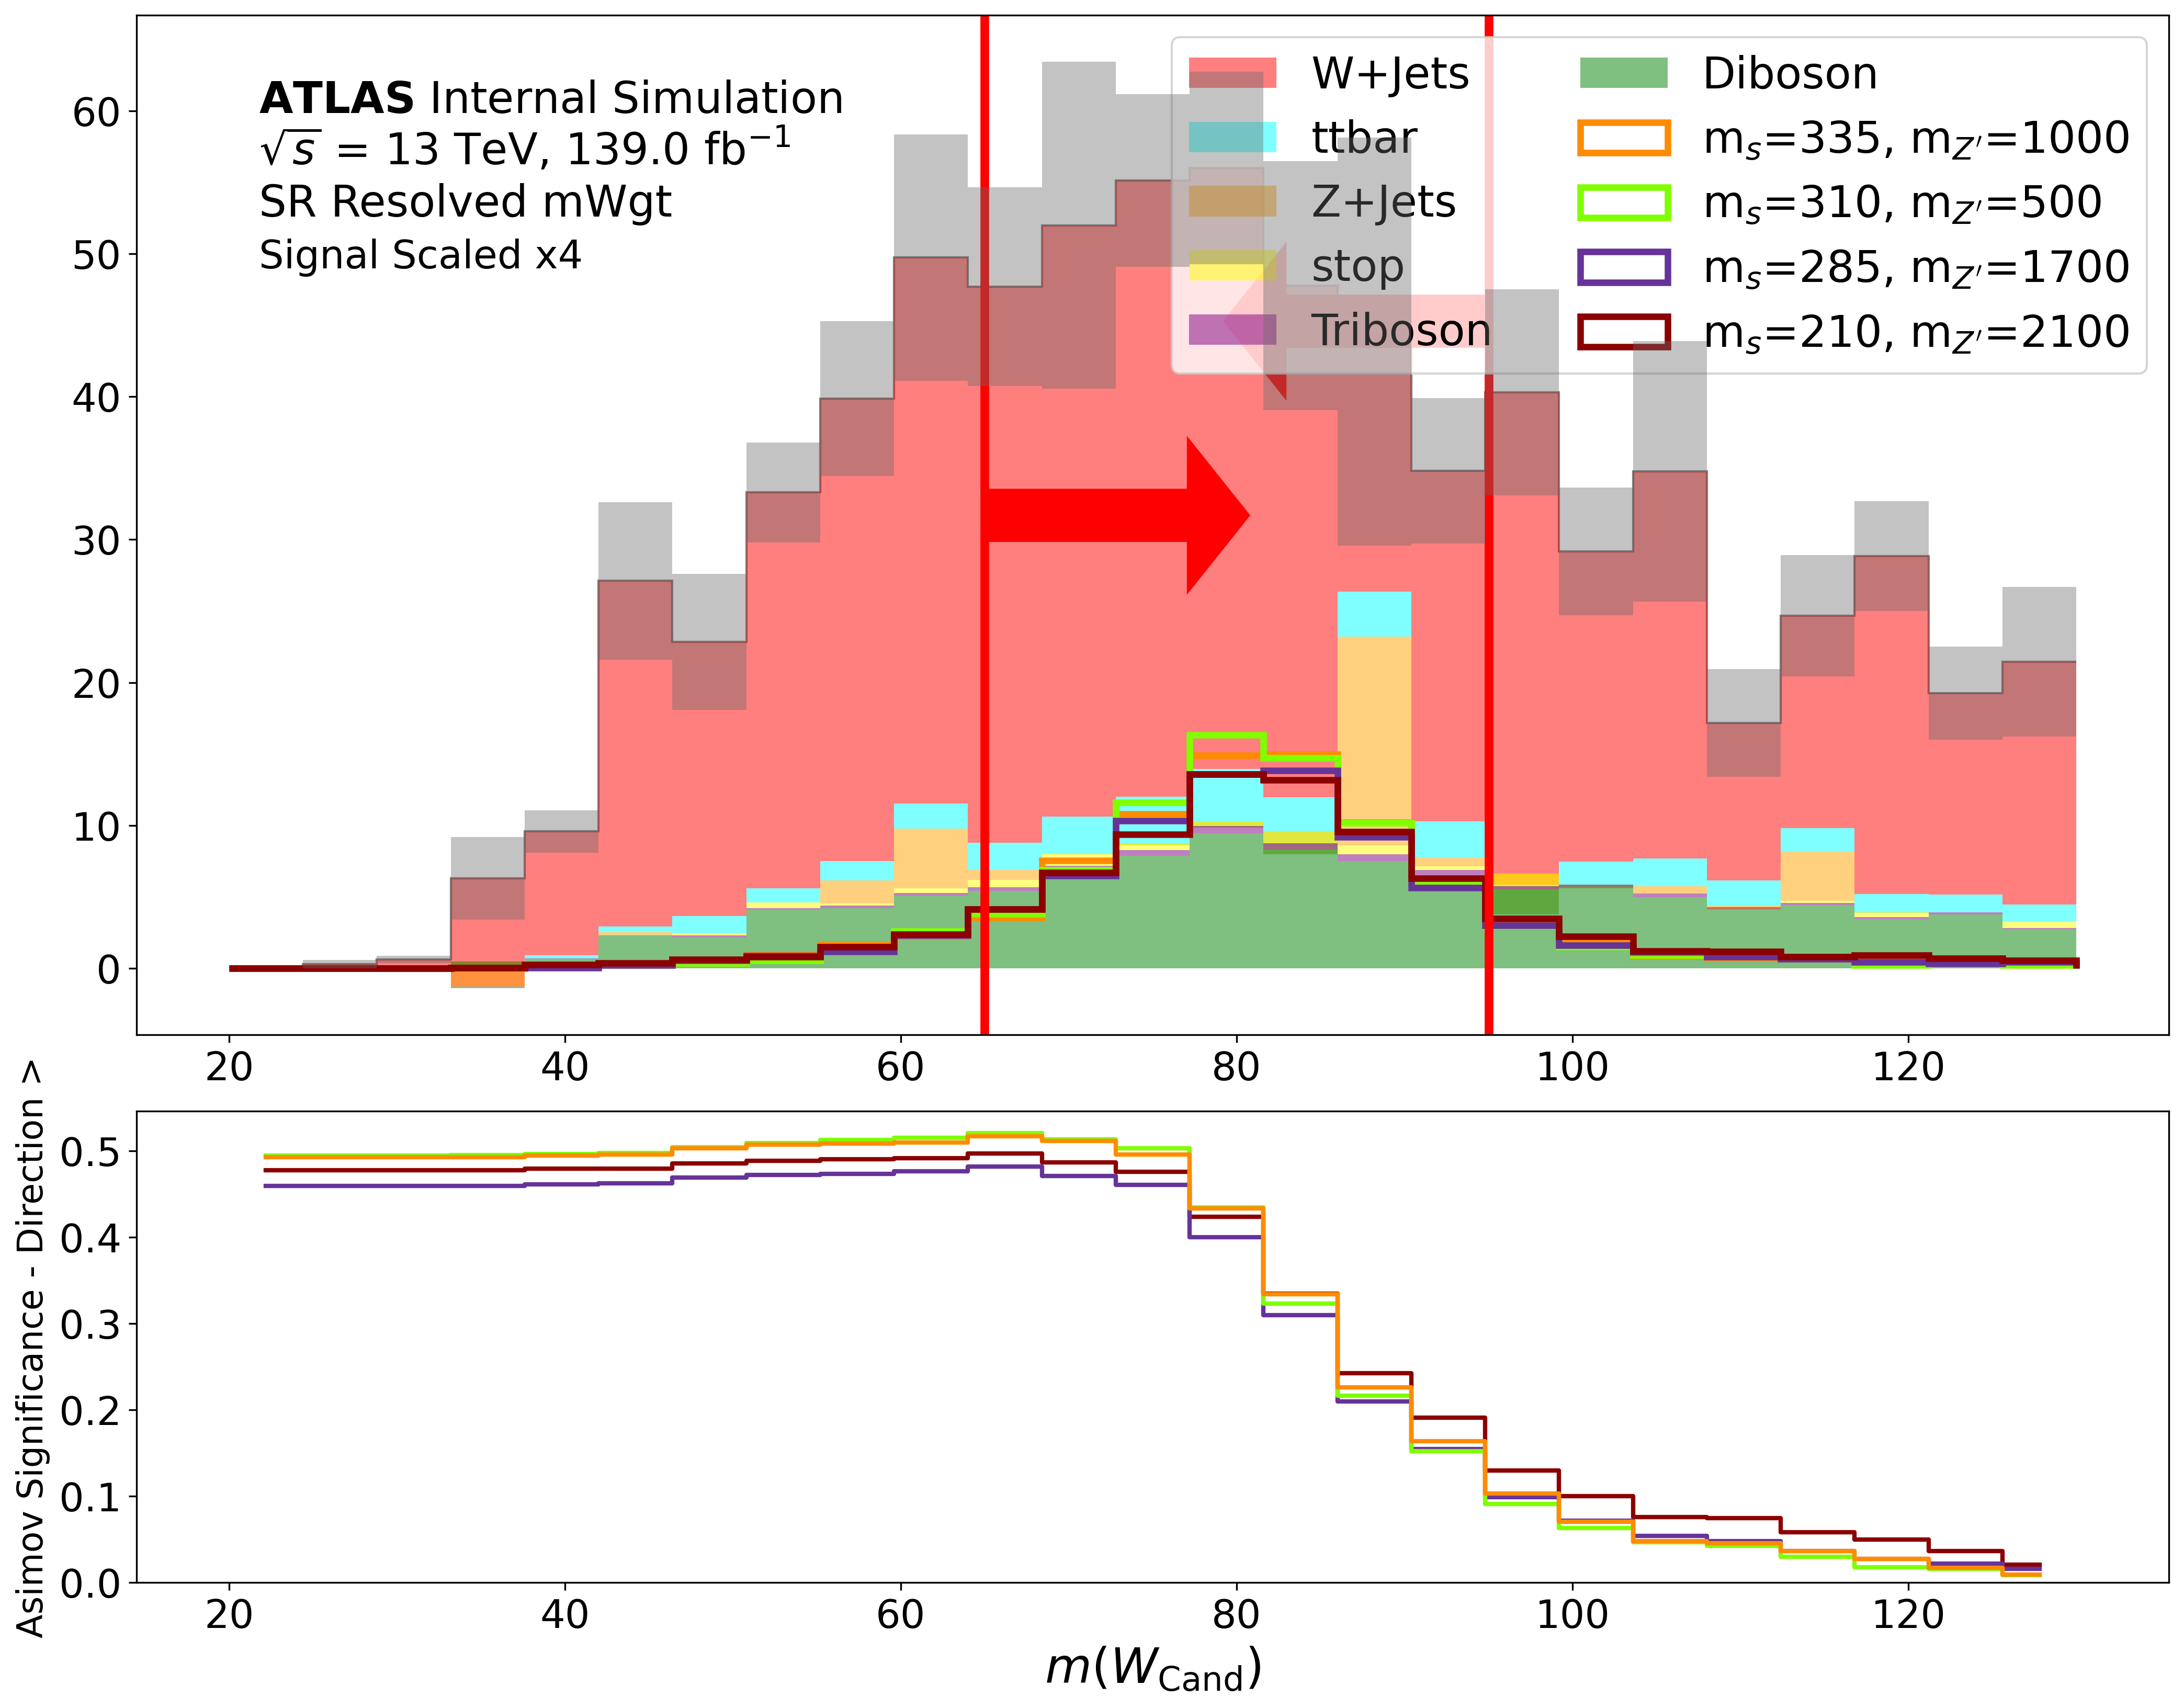 ATLAS Internal Simulation
√s = 13 TeV, 139.0 fb⁻¹
SR Resolved mWgt
Signal Scaled x4
W+Jets
ttbar
Z+Jets
stop
Triboson
Diboson
mₛ=335, m_Z′=1000
mₛ=310, m_Z′=500
mₛ=285, m_Z′=1700
mₛ=210, m_Z′=2100
60
50
40
30
20
10
0
20 40 60 80 100 120
Asimov Significance - Direction >
0.5
0.4
0.3
0.2
0.1
0.0
20 40 60 80 100 120
m(W_Cand)